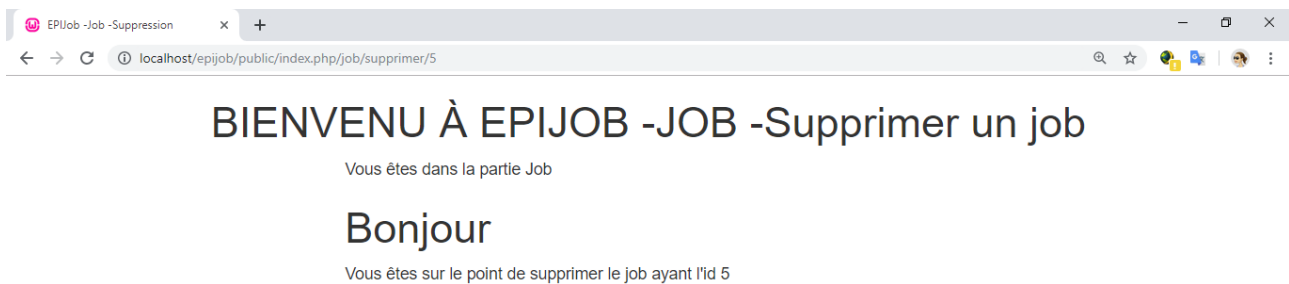 EPIJob -Job -Suppression
localhost/epijob/public/index.php/job/supprimer/5
BIENVENU À EPIJOB -JOB -Supprimer un job
Vous êtes dans la partie Job
Bonjour
Vous êtes sur le point de supprimer le job ayant l'id 5